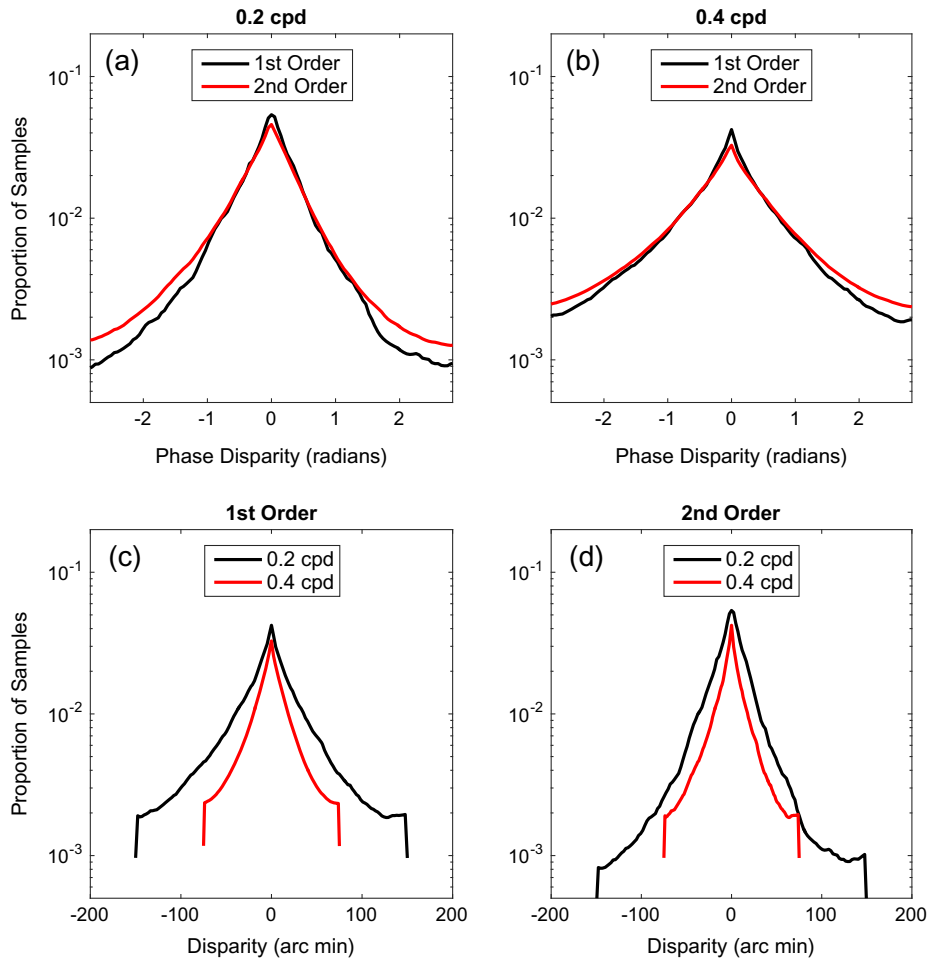 0.2 cpd
(a)
1st Order
2nd Order
10^-1
10^-2
10^-3
Proportion of Samples
-2 -1 0 1 2
Phase Disparity (radians)
0.4 cpd
(b)
1st Order
2nd Order
10^-1
10^-2
10^-3
-2 -1 0 1 2
Phase Disparity (radians)
1st Order
(c)
0.2 cpd
0.4 cpd
10^-1
10^-2
10^-3
Proportion of Samples
-200 -100 0 100 200
Disparity (arc min)
2nd Order
(d)
0.2 cpd
0.4 cpd
10^-1
10^-2
10^-3
-200 -100 0 100 200
Disparity (arc min)